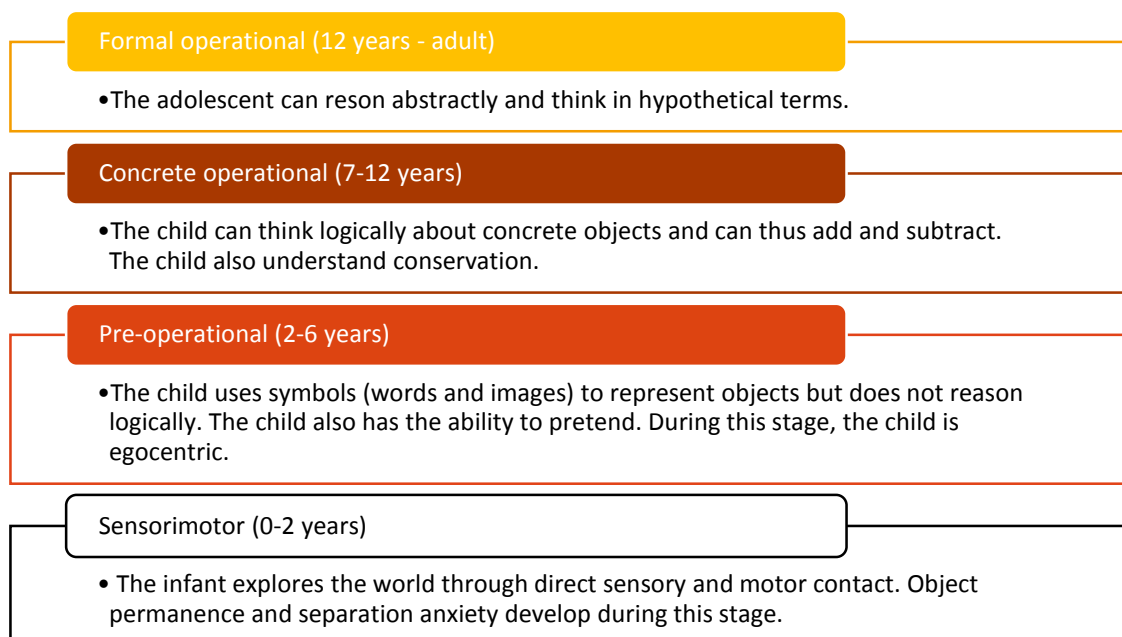 Formal operational (12 years - adult)
•The adolescent can reson abstractly and think in hypothetical terms.
Concrete operational (7-12 years)
•The child can think logically about concrete objects and can thus add and subtract.
The child also understand conservation.
Pre-operational (2-6 years)
•The child uses symbols (words and images) to represent objects but does not reason
logically. The child also has the ability to pretend. During this stage, the child is
egocentric.
Sensorimotor (0-2 years)
• The infant explores the world through direct sensory and motor contact. Object
permanence and separation anxiety develop during this stage.